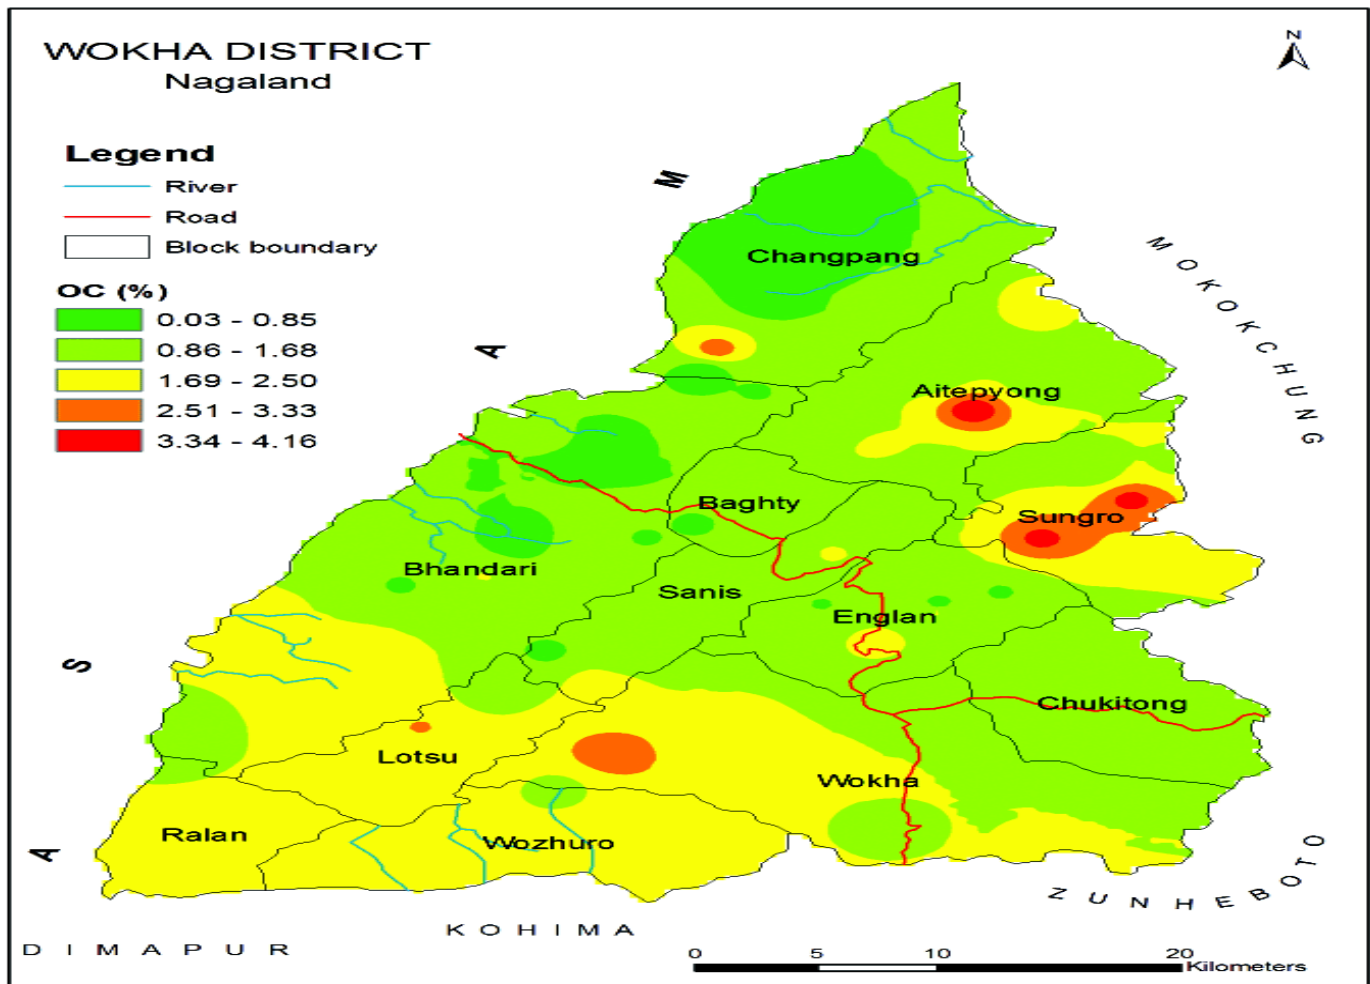 WOKHA DISTRICT
Nagaland
N
Legend
River
Road
Block boundary
OC (%)
0.03 - 0.85
0.86 - 1.68
1.69 - 2.50
2.51 - 3.33
3.34 - 4.16
ASSAM
MOKOKCHUNG
Changpang
Aitepyong
Baghty
Sungro
Bhandari
Sanis
Englan
Chukitong
Lotsu
Wokha
Ralan
Wozhuro
ZUNHEBOTO
KOHIMA
DIMAPUR
0 5 10 20
Kilometers